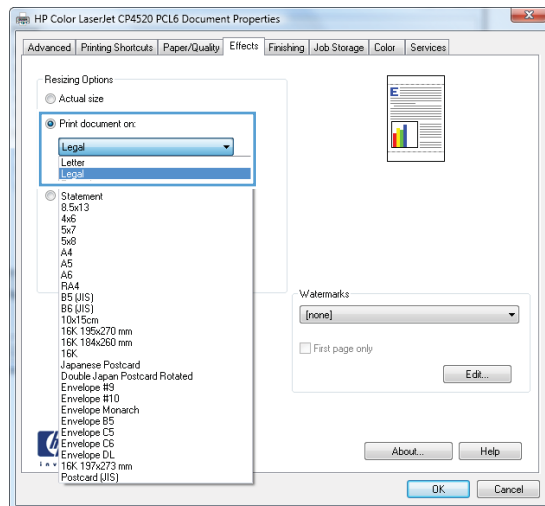 HP Color LaserJet CP4520 PCL6 Document Properties
Advanced Printing Shortcuts Paper/Quality Effects Finishing Job Storage Color Services
Resizing Options
Actual size
Print document on:
Legal
Letter
Legal
Statement
8.5x13
4x6
5x7
5x8
A4
A5
A6
RA4
B5 (JIS)
B6 (JIS)
10x15cm
16K 195x270 mm
16K 184x260 mm
16K
Japanese Postcard
Double Japan Postcard Rotated
Envelope #9
Envelope #10
Envelope Monarch
Envelope B5
Envelope C5
Envelope C6
Envelope DL
16K 197x273 mm
Postcard (JIS)
E
Watermarks
[none]
First page only
Edit...
i n v
About... Help
OK Cancel